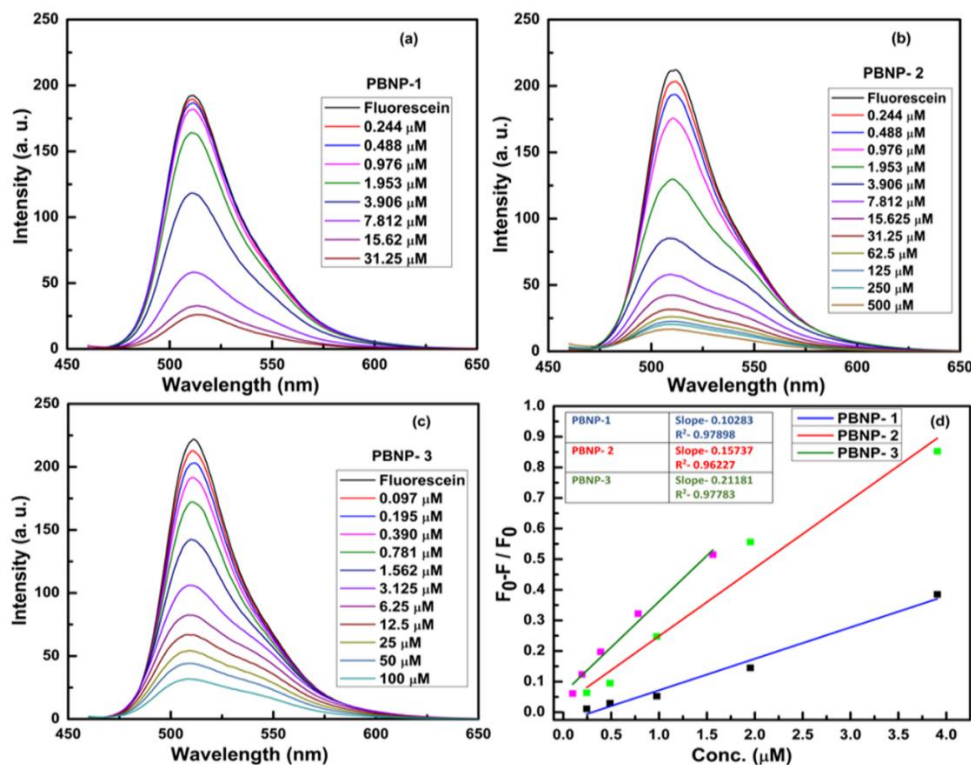 (a)
PBNP-1
Fluorescein
0.244 μM
0.488 μM
0.976 μM
1.953 μM
3.906 μM
7.812 μM
15.62 μM
31.25 μM
Intensity (a. u.)
250
200
150
100
50
0
450 500 550 600 650
Wavelength (nm)
(b)
PBNP- 2
Fluorescein
0.244 μM
0.488 μM
0.976 μM
1.953 μM
3.906 μM
7.812 μM
15.625 μM
31.25 μM
62.5 μM
125 μM
250 μM
500 μM
Intensity (a. u.)
250
200
150
100
50
0
450 500 550 600 650
Wavelength (nm)
(c)
PBNP- 3
Fluorescein
0.097 μM
0.195 μM
0.390 μM
0.781 μM
1.562 μM
3.125 μM
6.25 μM
12.5 μM
25 μM
50 μM
100 μM
Intensity (a. u.)
250
200
150
100
50
0
450 500 550 600 650
Wavelength (nm)
(d)
PBNP-1 Slope- 0.10283
R²- 0.97898
PBNP- 2 Slope- 0.15737
R²- 0.96227
PBNP-3 Slope- 0.21181
R²- 0.97783
PBNP- 1
PBNP- 2
PBNP- 3
F₀-F / F₀
1.0
0.9
0.8
0.7
0.6
0.5
0.4
0.3
0.2
0.1
0.0
0.0 0.5 1.0 1.5 2.0 2.5 3.0 3.5 4.0
Conc. (μM)